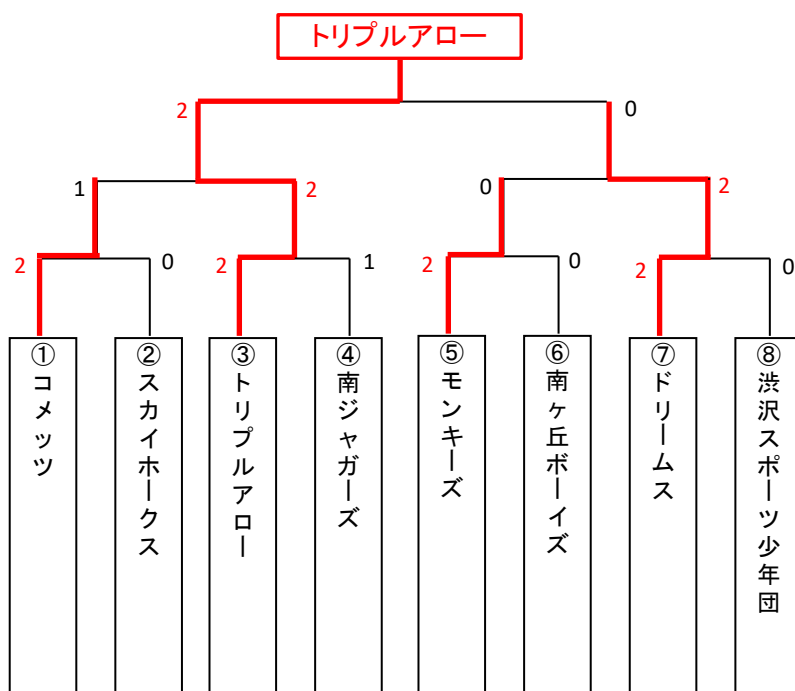 トリプルアロー
2
0
1
2
0
2
2
0
2
1
2
0
2
0
①コメッツ
②スカイホークス
③トリプルアロー
④南ジャガーズ
⑤モンキーズ
⑥南ヶ丘ボーイズ
⑦ドリームス
⑧渋沢スポーツ少年団